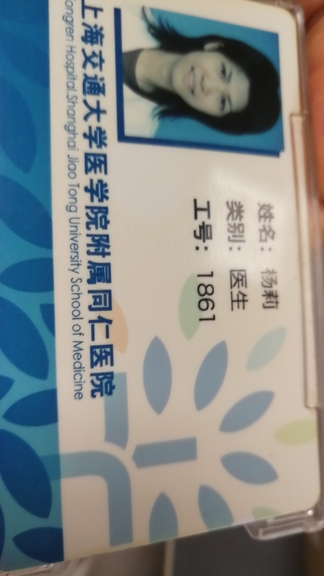 上海交通大学医学院附属同仁医院
Tongren Hospital,Shanghai Jiao Tong University School of Medicine
姓名：杨莉
类别：医生
工号：1861